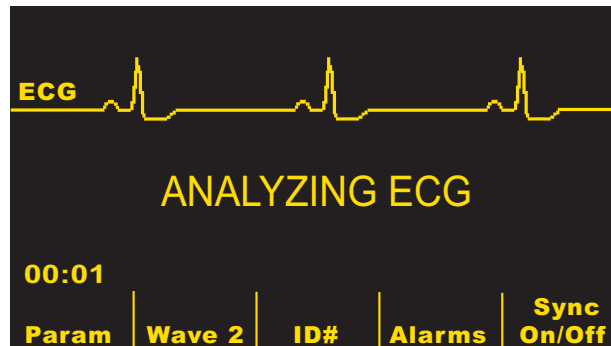 ECG
ANALYZING ECG
00:01
Param
Wave 2
ID#
Alarms
Sync
On/Off